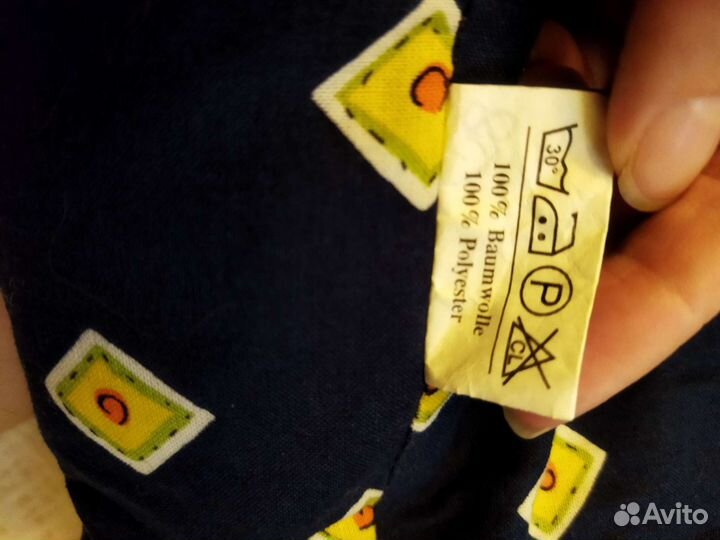 30°
P
CL
100% Baumwolle
100% Polyester
Avito